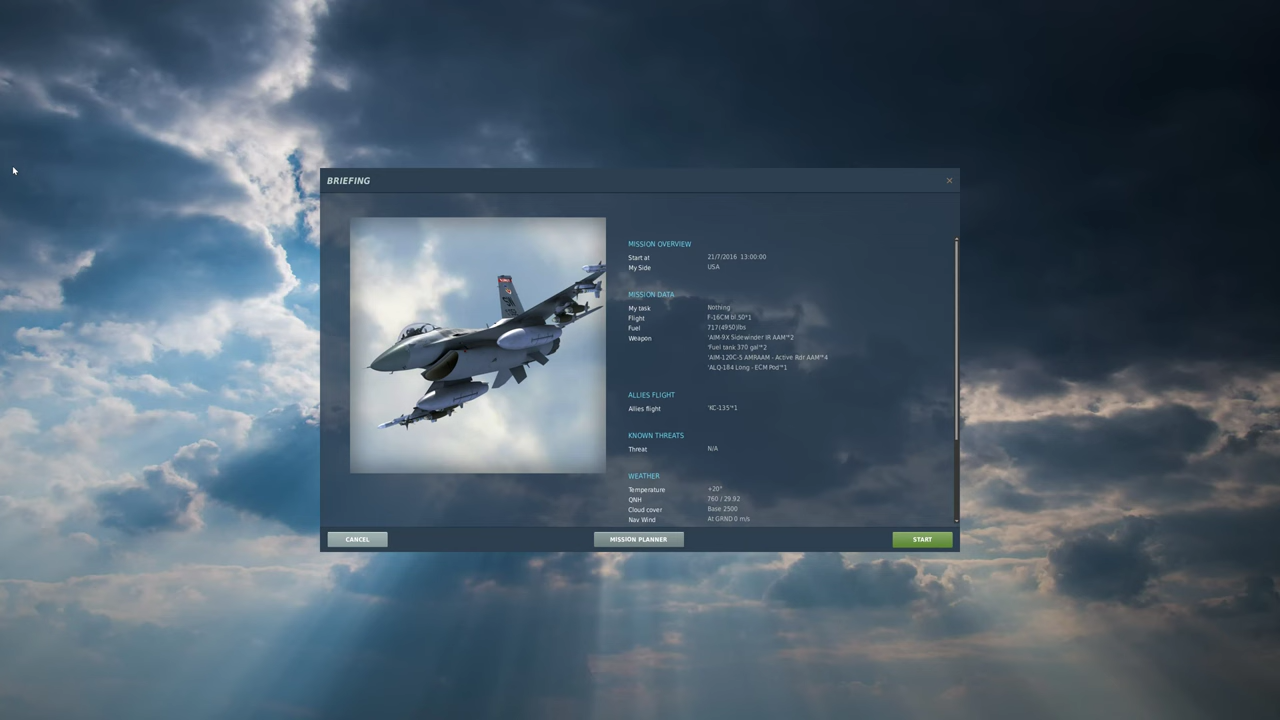 BRIEFING
MISSION OVERVIEW
Start at 21/7/2016 13:00:00
My Side USA
MISSION DATA
My task Nothing
Flight F-16CM bl.50*1
Fuel 717(4950)lbs
Weapon 'AIM-9X Sidewinder IR AAM'*2
'Fuel tank 370 gal'*2
'AIM-120C-5 AMRAAM - Active Rdr AAM'*4
'ALQ-184 Long - ECM Pod'*1
ALLIES FLIGHT
Allies flight 'KC-135'*1
KNOWN THREATS
Threat N/A
WEATHER
Temperature +20°
QNH 760 / 29.92
Cloud cover Base 2500
Nav Wind At GRND 0 m/s
CANCEL MISSION PLANNER START